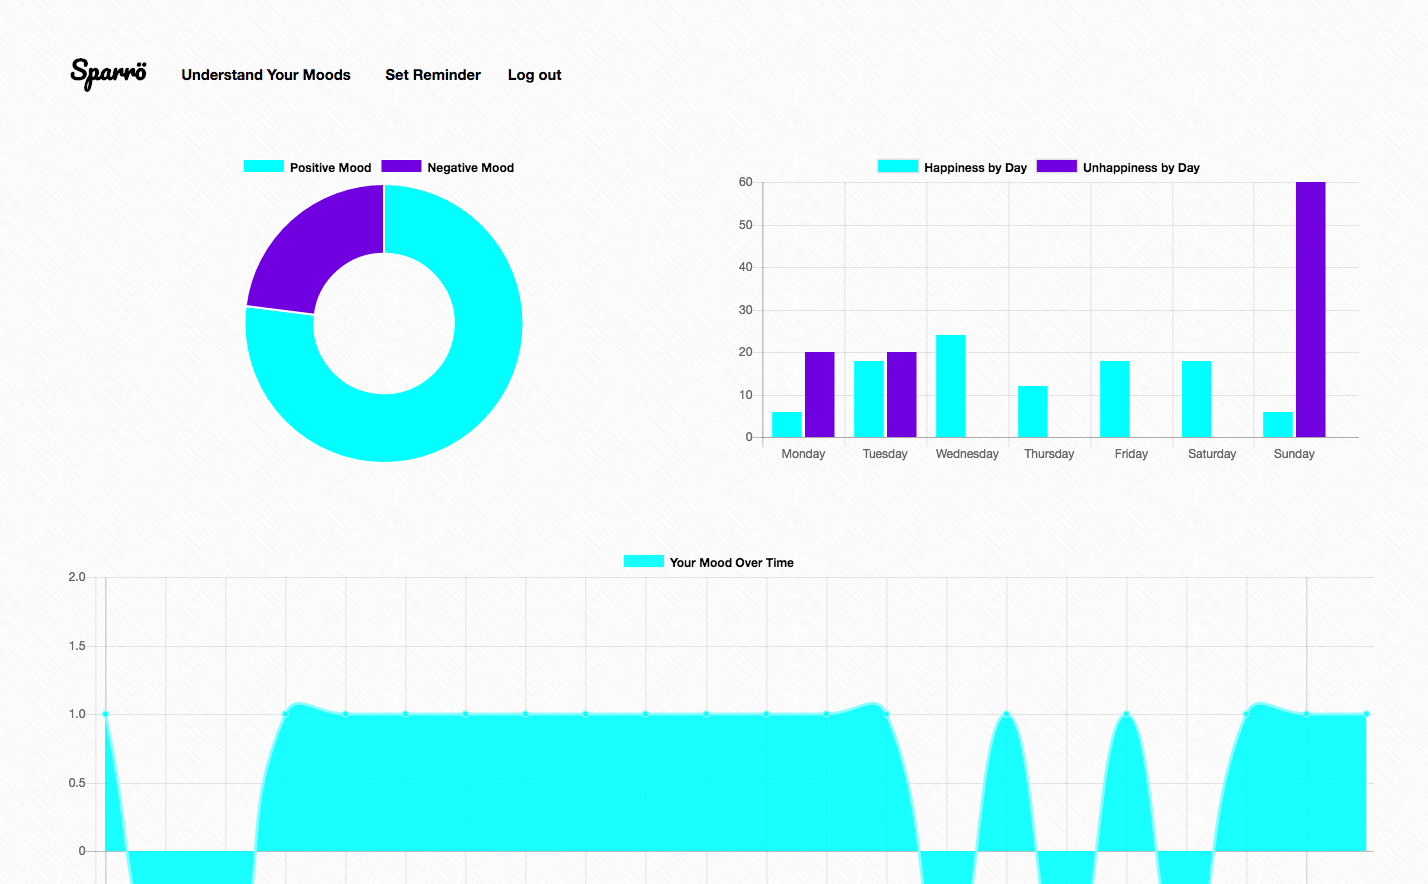 Sparrö Understand Your Moods Set Reminder Log out
Positive Mood Negative Mood
Happiness by Day Unhappiness by Day
60
50
40
30
20
10
0
Monday Tuesday Wednesday Thursday Friday Saturday Sunday
Your Mood Over Time
2.0
1.5
1.0
0.5
0